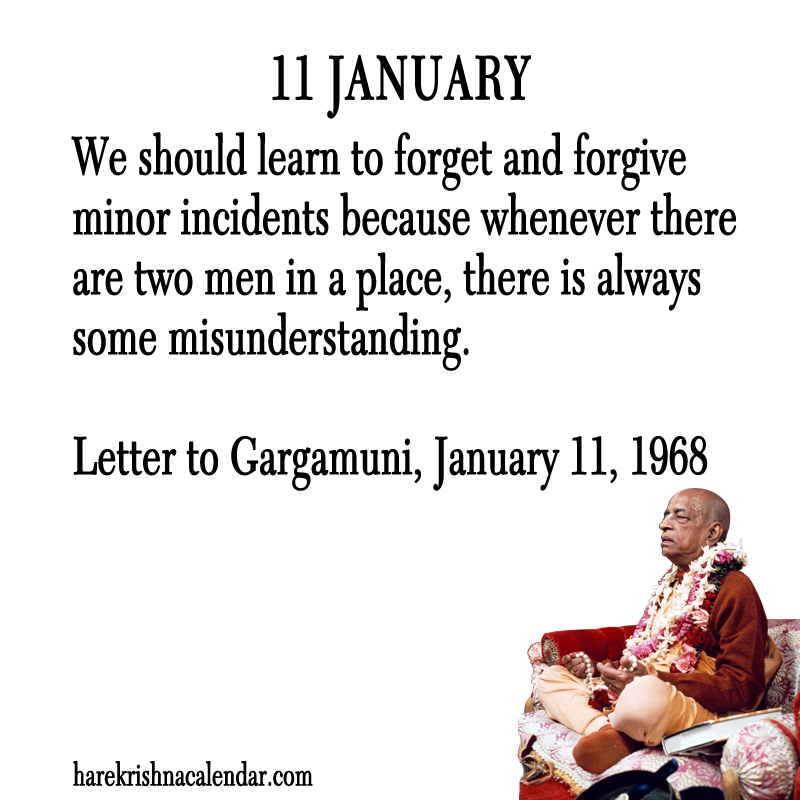 11 JANUARY
We should learn to forget and forgive
minor incidents because whenever there
are two men in a place, there is always
some misunderstanding.
Letter to Gargamuni, January 11, 1968
harekrishnacalendar.com